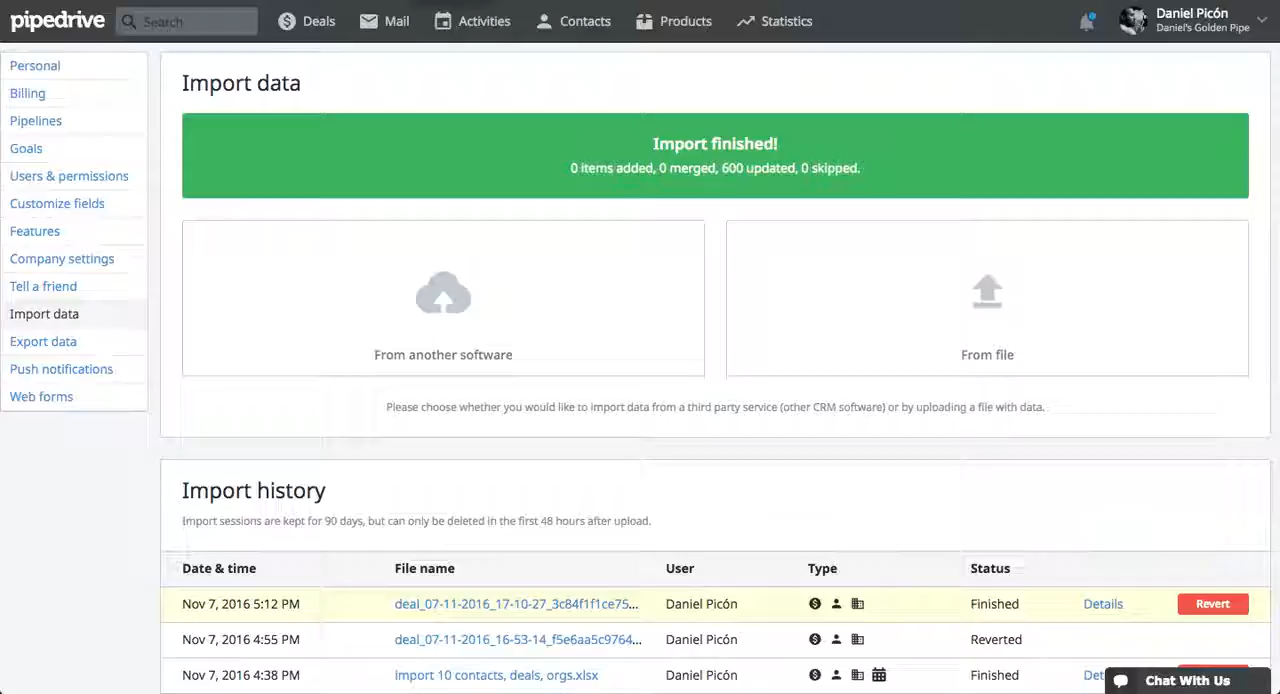 pipedrive Search Deals Mail Activities Contacts Products Statistics Daniel Picón
Daniel's Golden Pipe
Personal
Billing
Pipelines
Goals
Users & permissions
Customize fields
Features
Company settings
Tell a friend
Import data
Export data
Push notifications
Web forms
Import data
Import finished!
0 items added, 0 merged, 600 updated, 0 skipped.
From another software
From file
Please choose whether you would like to import data from a third party service (other CRM software) or by uploading a file with data.
Import history
Import sessions are kept for 90 days, but can only be deleted in the first 48 hours after upload.
Date & time File name User Type Status
Nov 7, 2016 5:12 PM deal_07-11-2016_17-10-27_3c84f1f1ce75... Daniel Picón Finished Details Revert
Nov 7, 2016 4:55 PM deal_07-11-2016_16-53-14_f5e6aa5c9764... Daniel Picón Reverted
Nov 7, 2016 4:38 PM import 10 contacts, deals, orgs.xlsx Daniel Picón Finished
Chat With Us